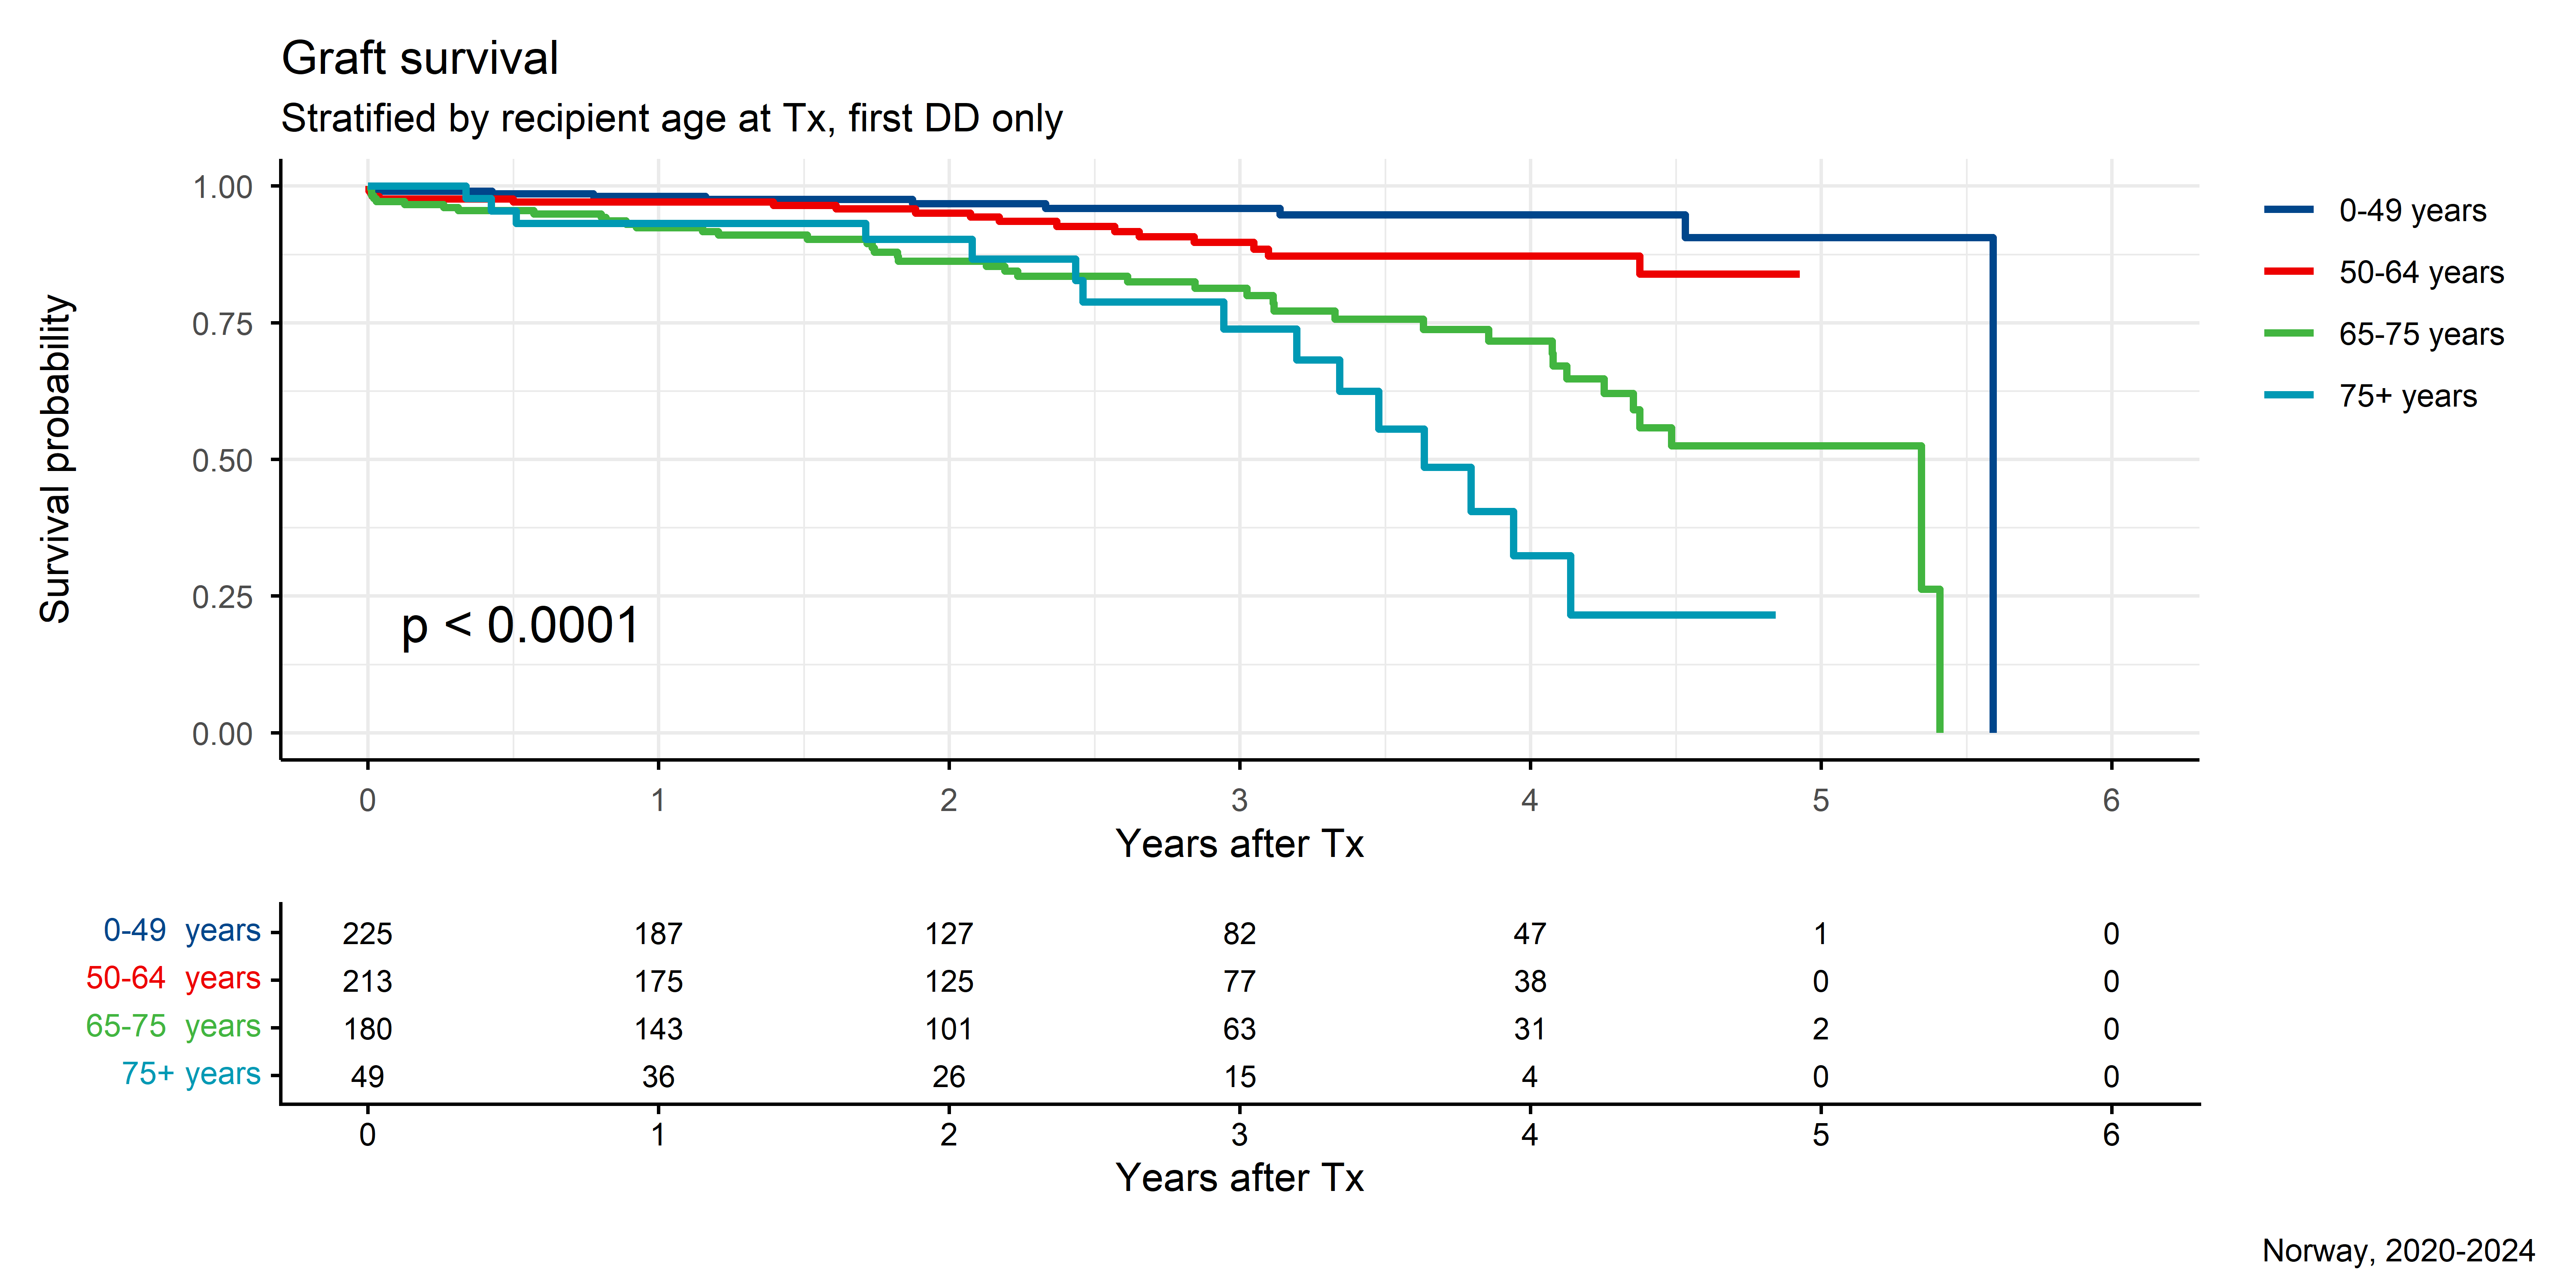 Graft survival
Stratified by recipient age at Tx, first DD only
Survival probability
1.00
0.75
0.50
0.25
0.00
p < 0.0001
0 1 2 3 4 5 6
Years after Tx
0-49 years
50-64 years
65-75 years
75+ years
0-49 years 225 187 127 82 47 1 0
50-64 years 213 175 125 77 38 0 0
65-75 years 180 143 101 63 31 2 0
75+ years 49 36 26 15 4 0 0
0 1 2 3 4 5 6
Years after Tx
Norway, 2020-2024